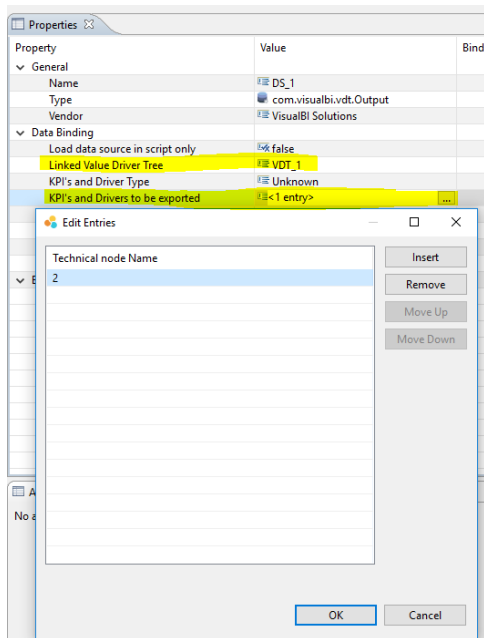 Properties
Property Value Bind
General
Name DS_1
Type com.visualbi.vdt.Output
Vendor VisualBI Solutions
Data Binding
Load data source in script only false
Linked Value Driver Tree VDT_1
KPI's and Driver Type Unknown
KPI's and Drivers to be exported <1 entry> ...
Edit Entries
Technical node Name
2
Insert
Remove
Move Up
Move Down
E
A
No a
OK Cancel